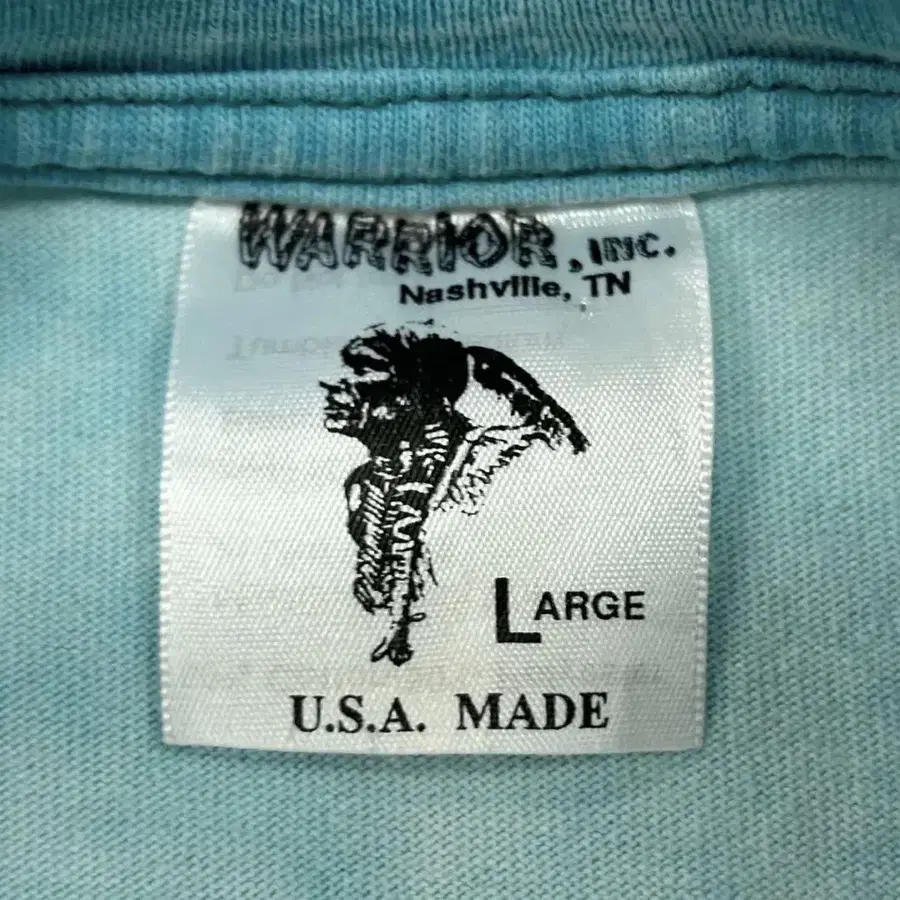 WARRIOR, INC.
Nashville, TN
LARGE
U.S.A. MADE